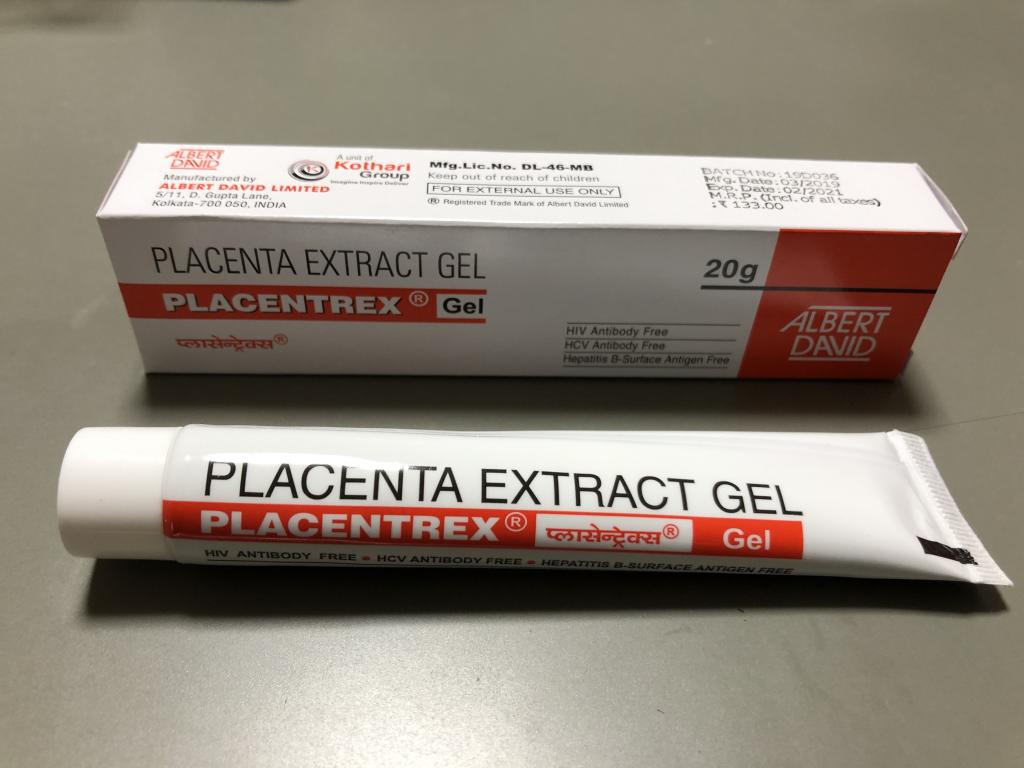 ALBERT
DAVID
Manufactured by
ALBERT DAVID LIMITED
5/11, D. Gupta Lane,
Kolkata-700 050, INDIA
A unit of
Kothari
Group
Imagine Inspire Deliver
Mfg.Lic.No. DL-46-MB
Keep out of reach of children
FOR EXTERNAL USE ONLY
® Registered Trade Mark of Albert David Limited
BATCH No: 19D036
Mfg. Date: 03/2019
Exp. Date: 02/2021
M.R.P. (Incl. of all taxes)
:₹ 133.00
PLACENTA EXTRACT GEL
PLACENTREX® Gel
प्लासेन्ट्रेक्स®
20g
HIV Antibody Free
HCV Antibody Free
Hepatitis B-Surface Antigen Free
ALBERT
DAVID
PLACENTA EXTRACT GEL
PLACENTREX® प्लासेन्ट्रेक्स® Gel
HIV ANTIBODY FREE • HCV ANTIBODY FREE • HEPATITIS B-SURFACE ANTIGEN FREE